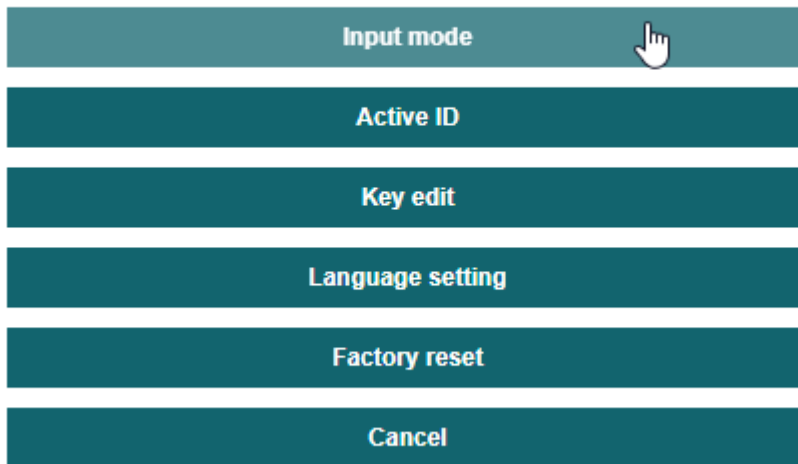 Input mode
Active ID
Key edit
Language setting
Factory reset
Cancel